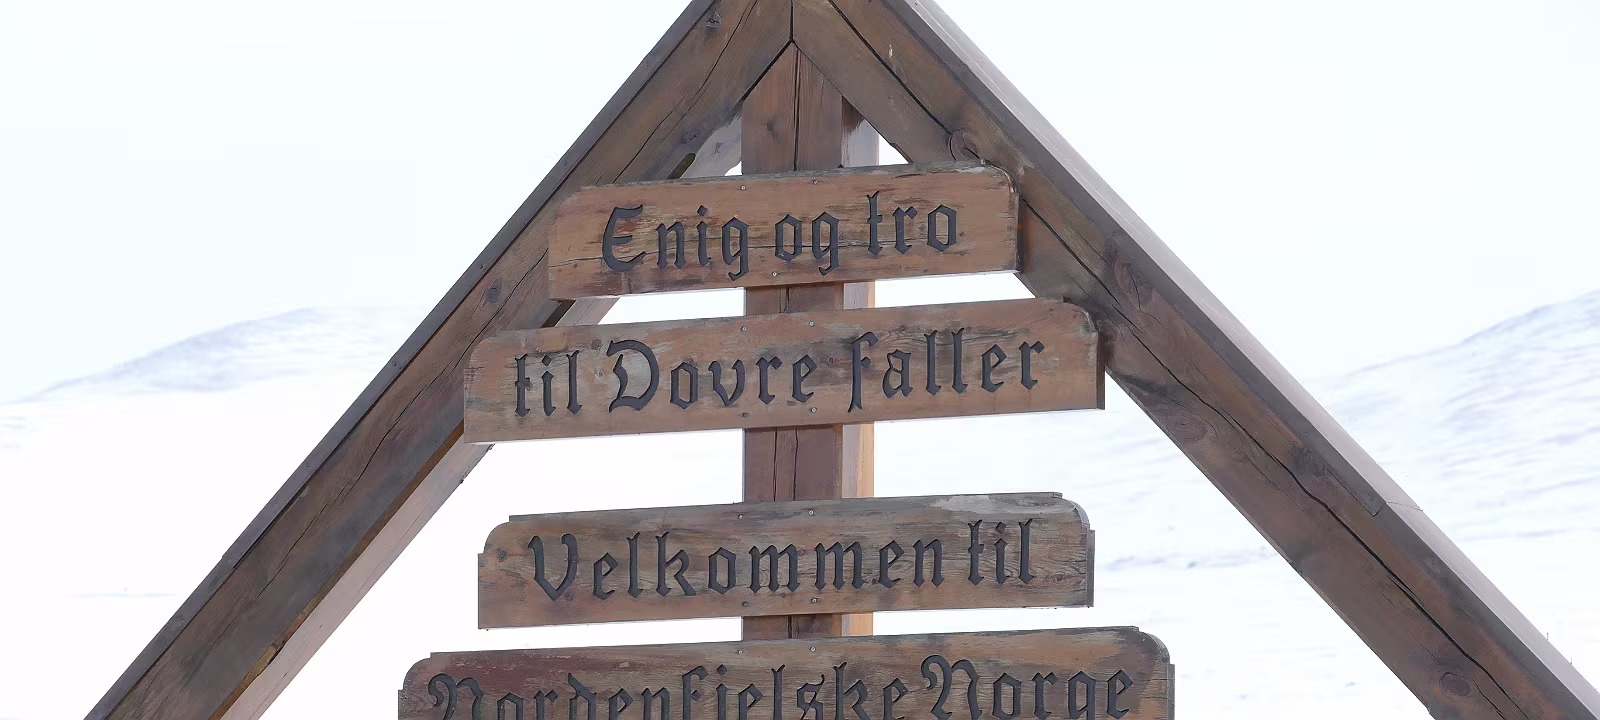 Enig og tro
til Dovre faller
Velkommen til
Nordenfjelske Norge